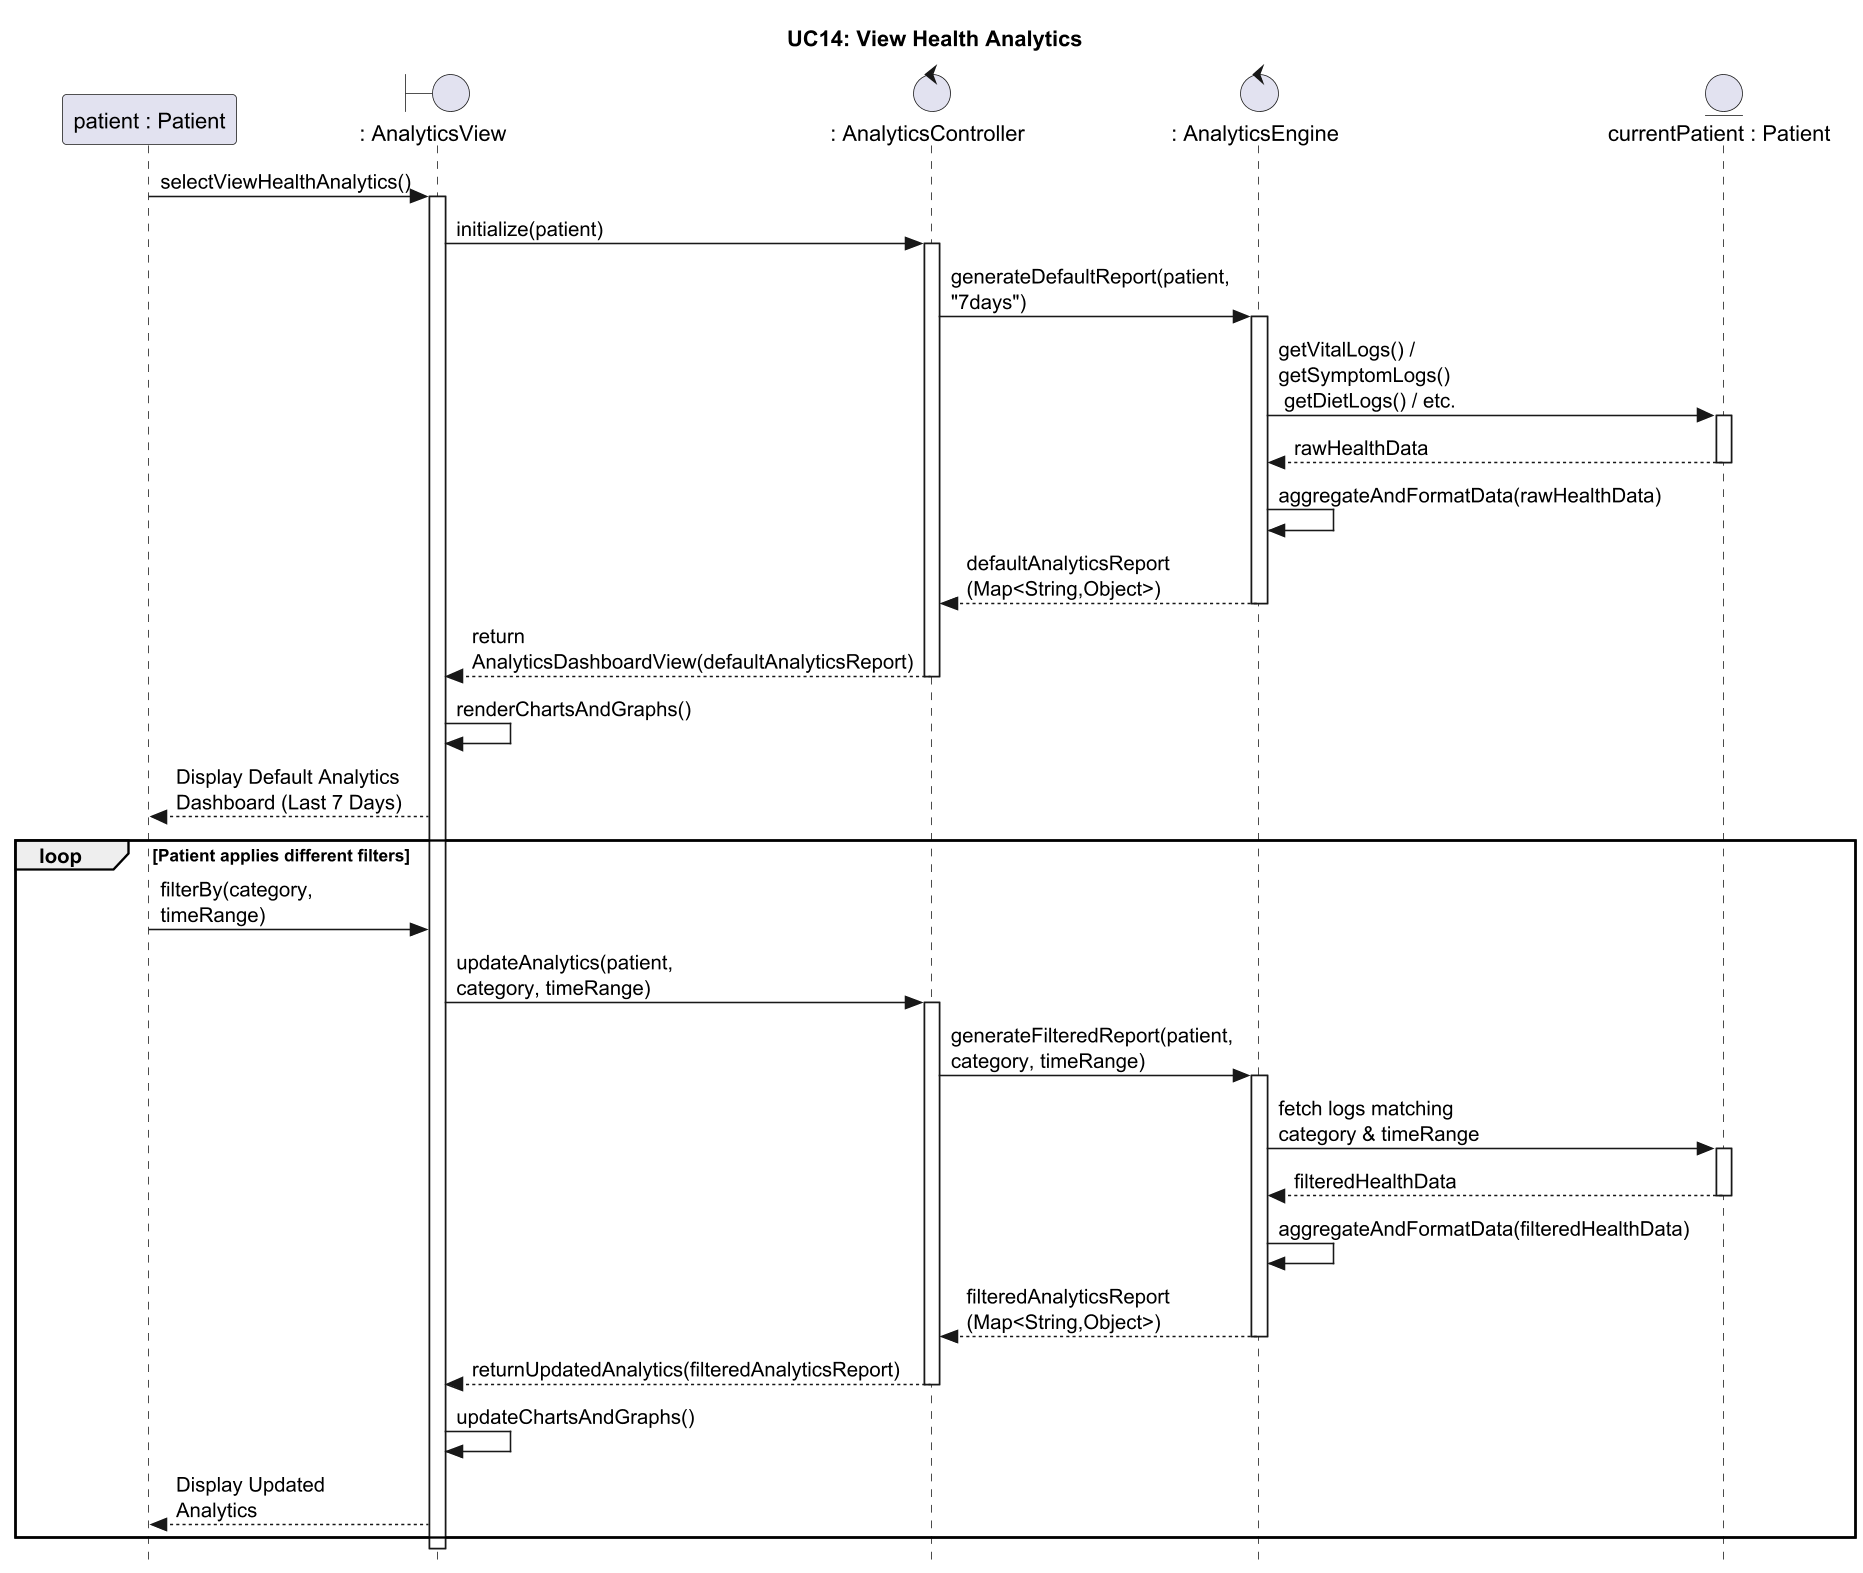 UC14: View Health Analytics
patient : Patient
: AnalyticsView
: AnalyticsController
: AnalyticsEngine
currentPatient : Patient
selectViewHealthAnalytics()
initialize(patient)
generateDefaultReport(patient,
"7days")
getVitalLogs() /
getSymptomLogs()
getDietLogs() / etc.
rawHealthData
aggregateAndFormatData(rawHealthData)
defaultAnalyticsReport
(Map<String,Object>)
return
AnalyticsDashboardView(defaultAnalyticsReport)
renderChartsAndGraphs()
Display Default Analytics
Dashboard (Last 7 Days)
loop
[Patient applies different filters]
filterBy(category,
timeRange)
updateAnalytics(patient,
category, timeRange)
generateFilteredReport(patient,
category, timeRange)
fetch logs matching
category & timeRange
filteredHealthData
aggregateAndFormatData(filteredHealthData)
filteredAnalyticsReport
(Map<String,Object>)
returnUpdatedAnalytics(filteredAnalyticsReport)
updateChartsAndGraphs()
Display Updated
Analytics